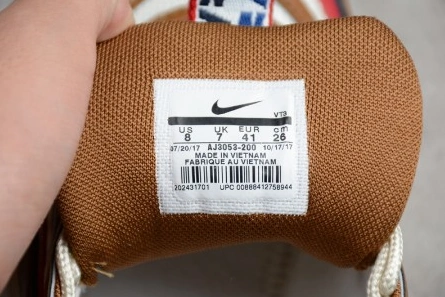 VT3
US UK EUR cm
8 7 41 26
07/20/17 AJ3053-200 10/17/17
MADE IN VIETNAM
FABRIQUE AU VIETNAM
202431701 UPC 00888412758944